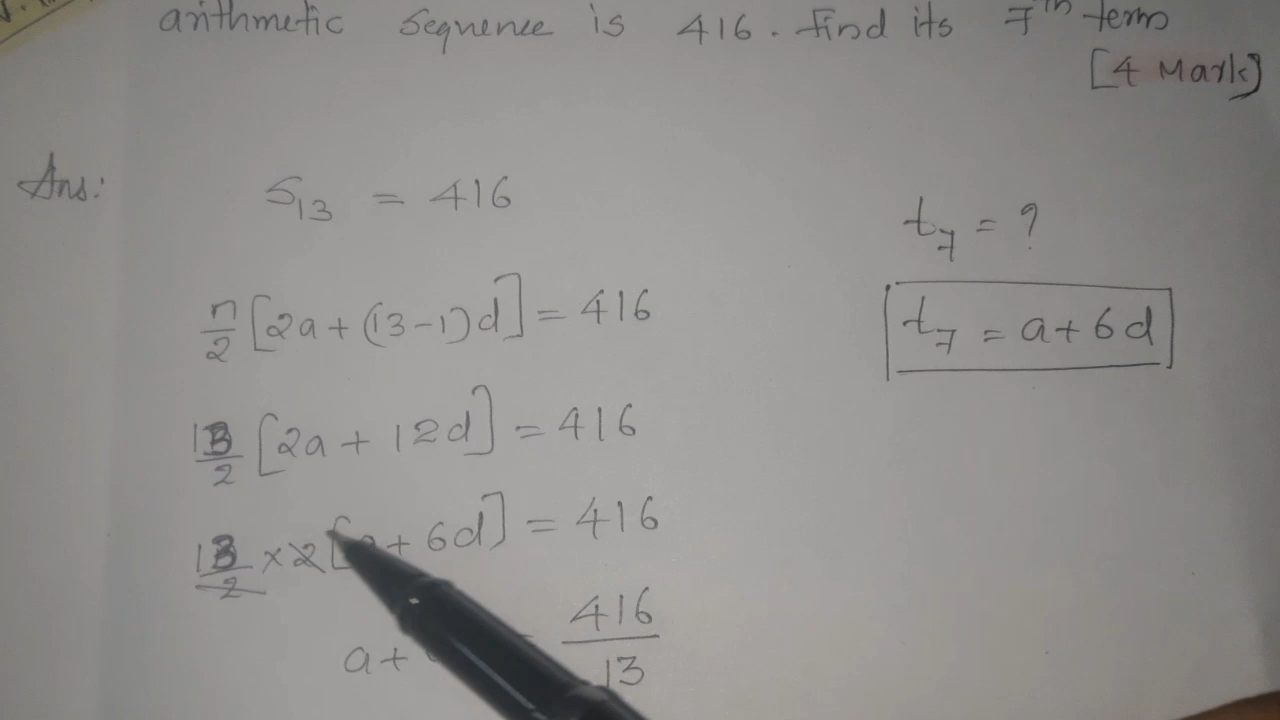 arithmetic sequence is 416. Find its 7th term
[4 Mark]
Ans:
S13 = 416
t7 = ?
n/2 [2a + (13-1)d] = 416
t7 = a+6d
13/2 [2a + 12d] = 416
13/2 × 2 [a + 6d] = 416
a + = 416/13